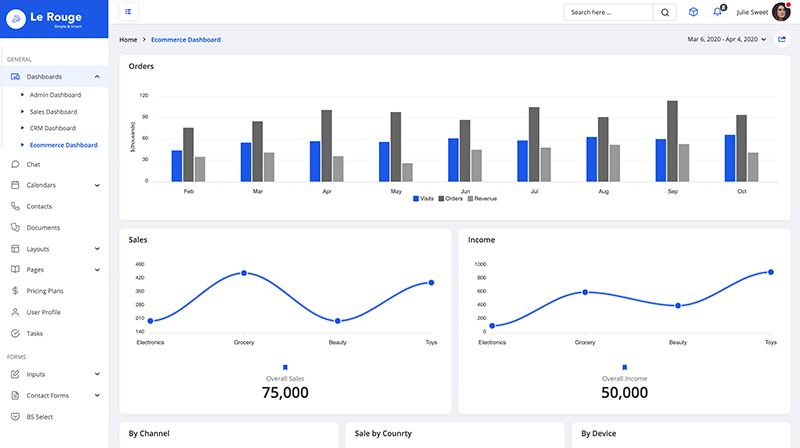 Le Rouge
Simple & Smart
Search here ...
8
Julie Sweet
Home > Ecommerce Dashboard
Mar 6, 2020 - Apr 4, 2020
GENERAL
Dashboards
Admin Dashboard
Sales Dashboard
CRM Dashboard
Ecommerce Dashboard
Chat
Calendars
Contacts
Documents
Layouts
Pages
Pricing Plans
User Profile
Tasks
FORMS
Inputs
Contact Forms
BS Select
Orders
$(thousands)
120
90
60
30
0
Feb Mar Apr May Jun Jul Aug Sep Oct
Visits Orders Revenue
Sales
460
420
350
280
210
140
Electronics Grocery Beauty Toys
Overall Sales
75,000
Income
1000
800
600
400
200
0
Electronics Grocery Beauty Toys
Overall Income
50,000
By Channel
Sale by Counrty
By Device